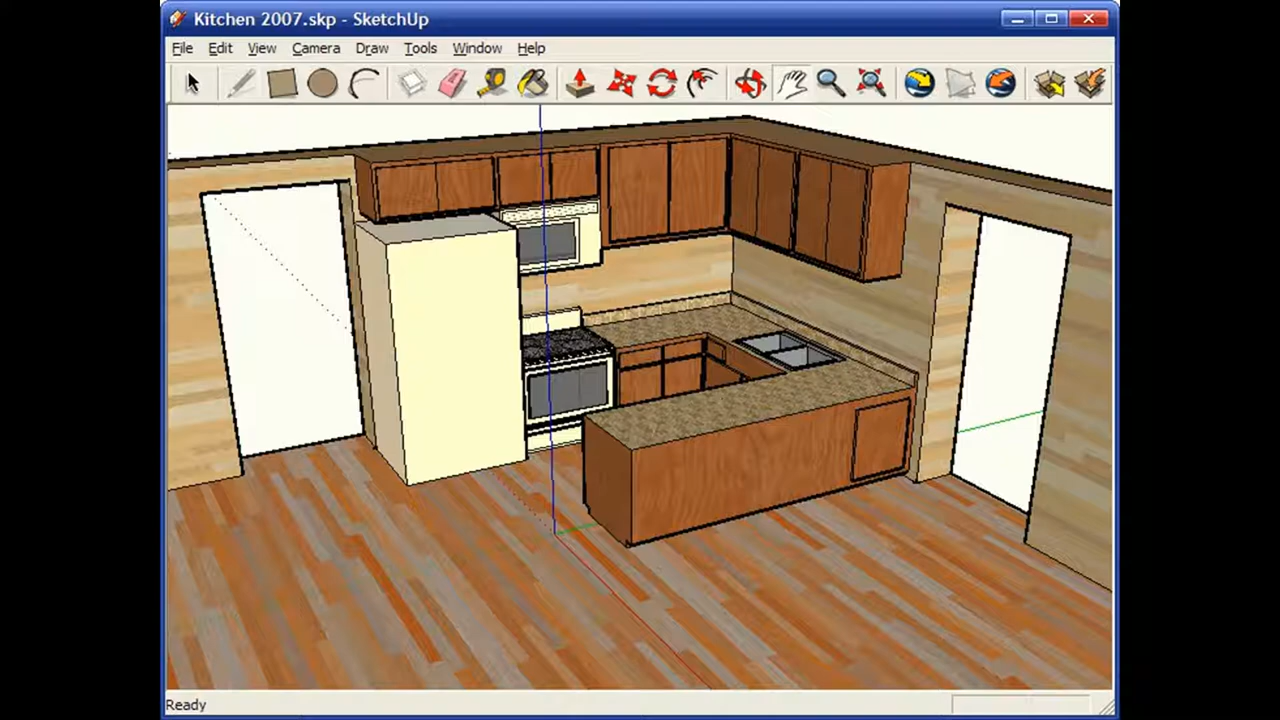 Kitchen 2007.skp - SketchUp
File Edit View Camera Draw Tools Window Help
Ready